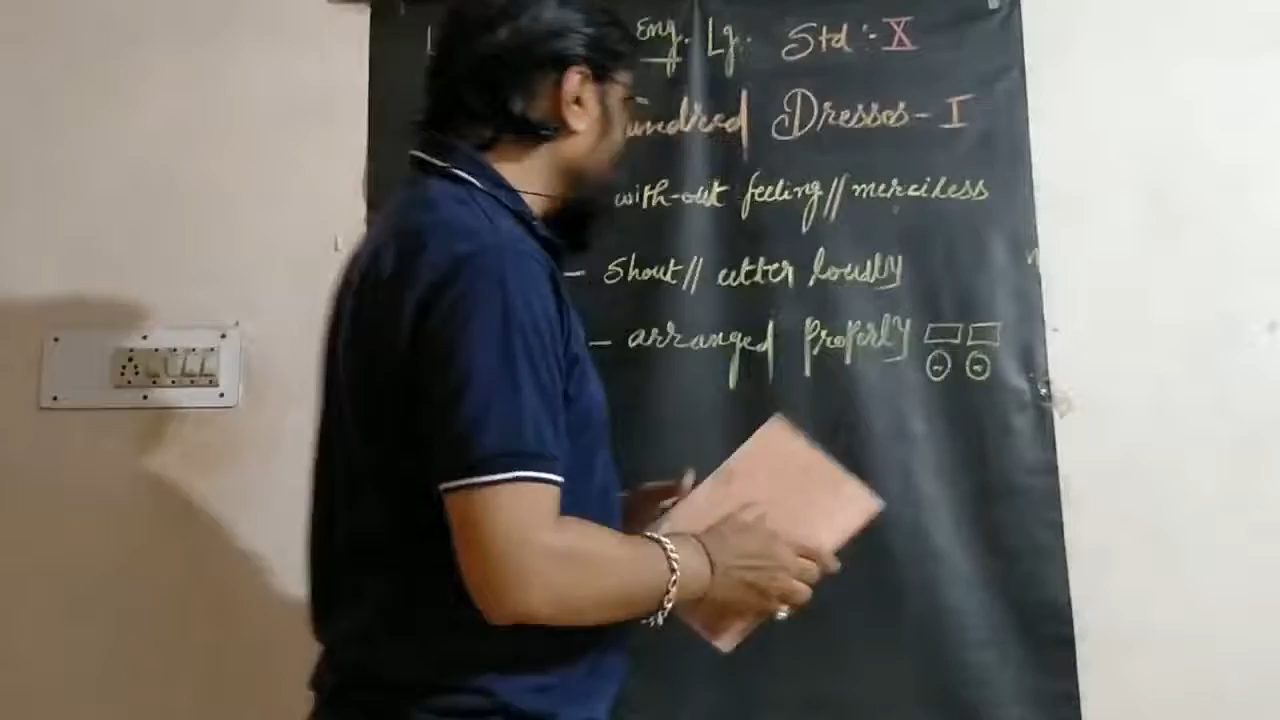 Eng. Lg. Std :- X
Dresses - I
with-out feeling // merciless
- Shout // utter loudly
- arranged properly